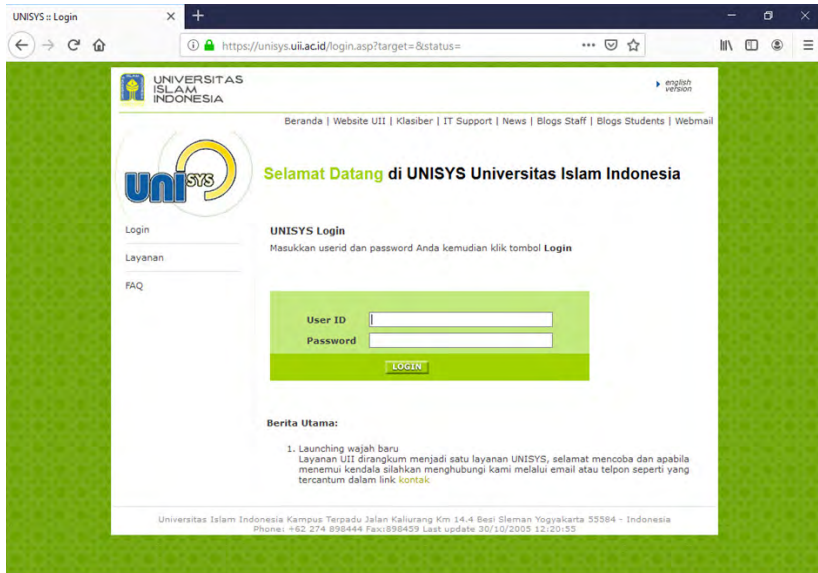 UNISYS :: Login
https://unisys.uii.ac.id/login.asp?target=&status=
UNIVERSITAS
ISLAM
INDONESIA
english
version
Beranda | Website UII | Klasiber | IT Support | News | Blogs Staff | Blogs Students | Webmail
UniSYS
Selamat Datang di UNISYS Universitas Islam Indonesia
Login
Layanan
FAQ
UNISYS Login
Masukkan userid dan password Anda kemudian klik tombol Login
User ID
Password
LOGIN
Berita Utama:
1. Launching wajah baru
Layanan UII dirangkum menjadi satu layanan UNISYS, selamat mencoba dan apabila
menemui kendala silahkan menghubungi kami melalui email atau telpon seperti yang
tercantum dalam link kontak
Universitas Islam Indonesia Kampus Terpadu Jalan Kaliurang Km 14.4 Besi Sleman Yogyakarta 55584 - Indonesia
Phone: +62 274 898444 Fax:898459 Last update 30/10/2005 12:20:55